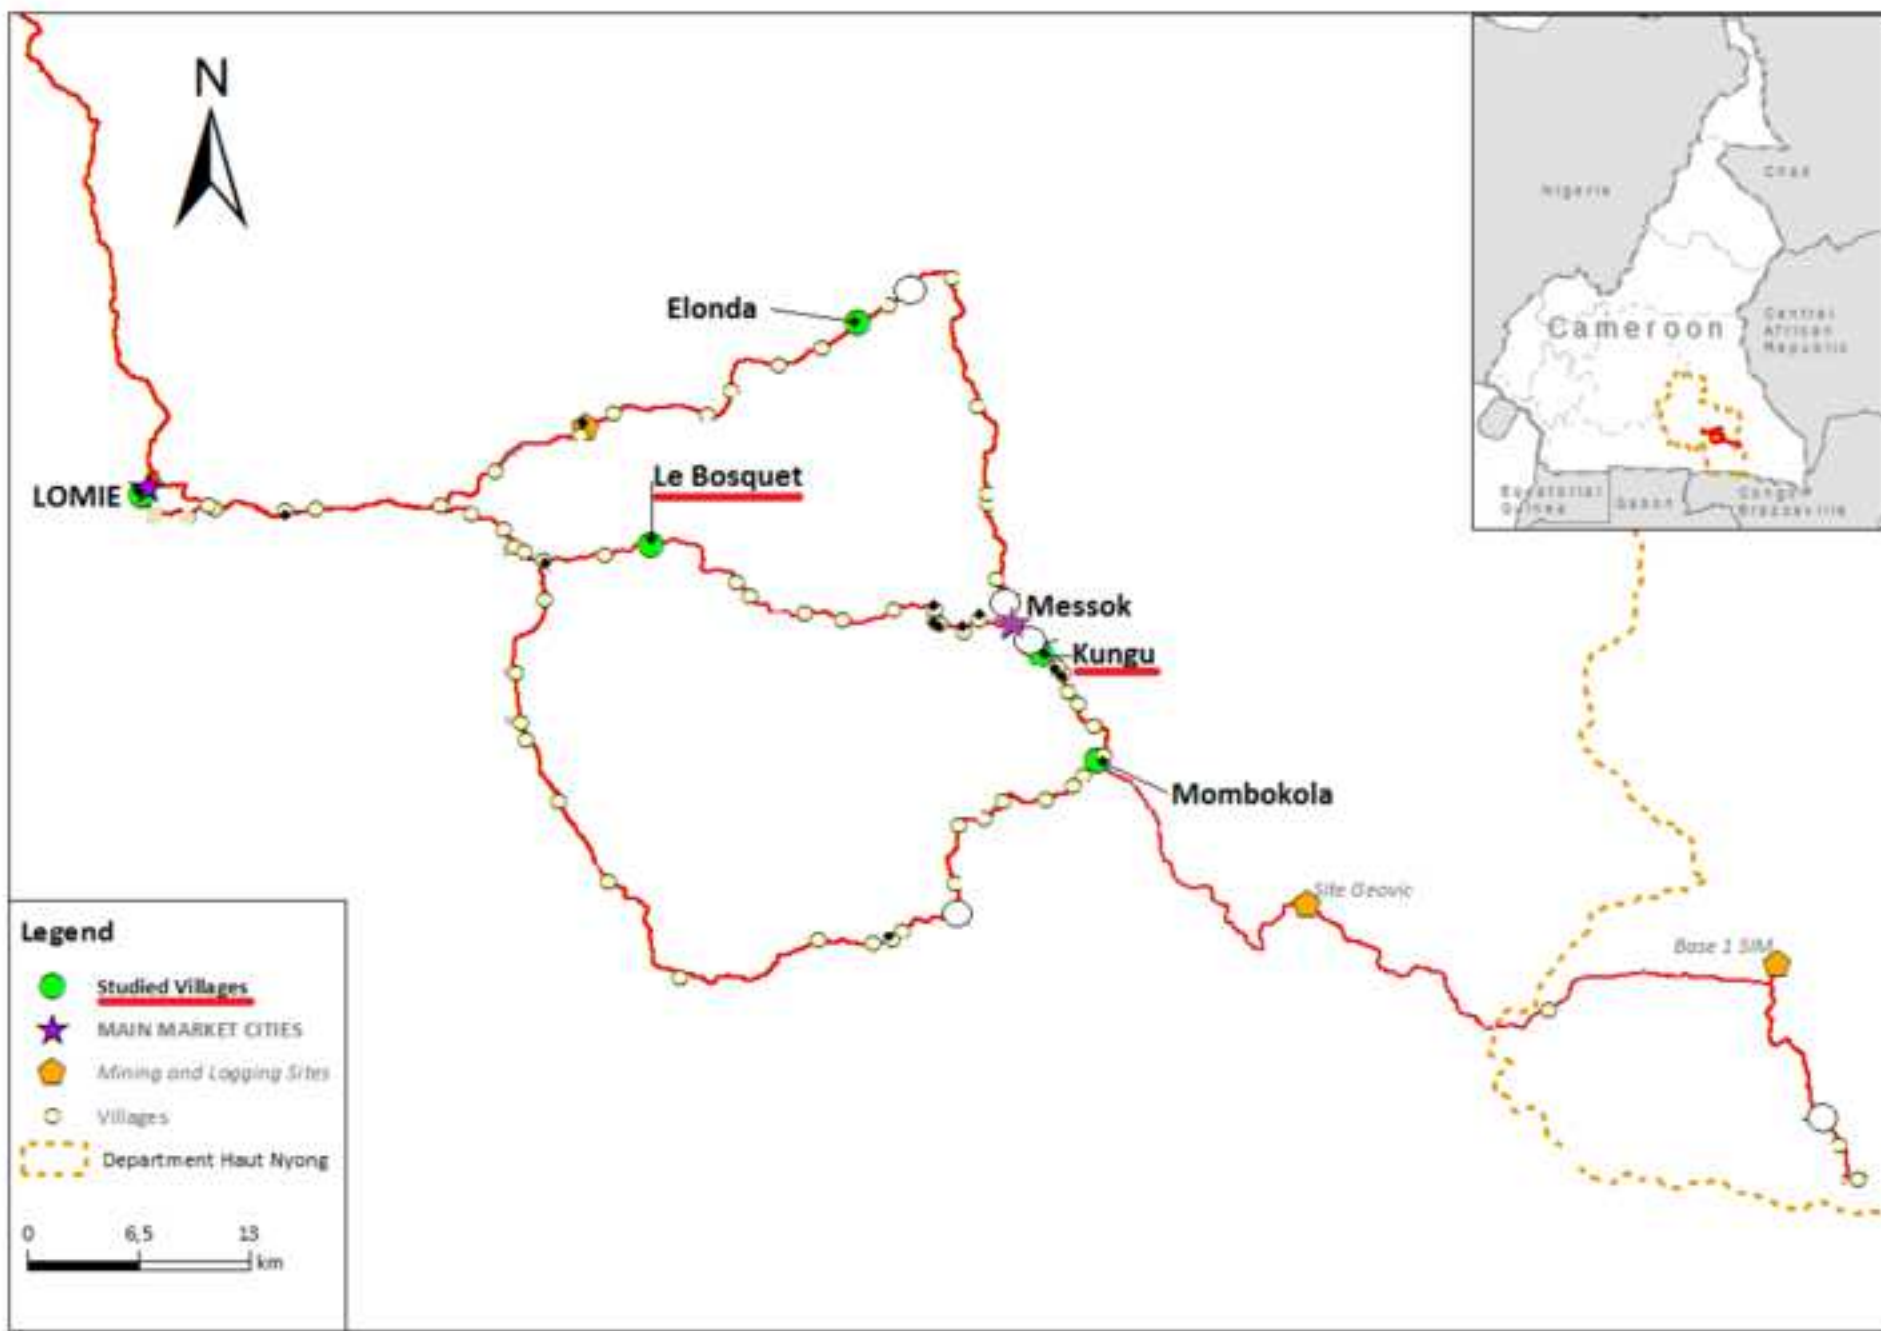 N
Nigeria
Chad
Cameroon
Central
African
Republic
Equatorial
Guinea
Gabon
Congo
Brazzaville
Elonda
LOMIE
Le Bosquet
Messok
Kungu
Mombokola
Site Geovic
Base 1 SIM
Legend
Studied Villages
MAIN MARKET CITIES
Mining and Logging Sites
Villages
Department Haut Nyong
0 6,5 13
km